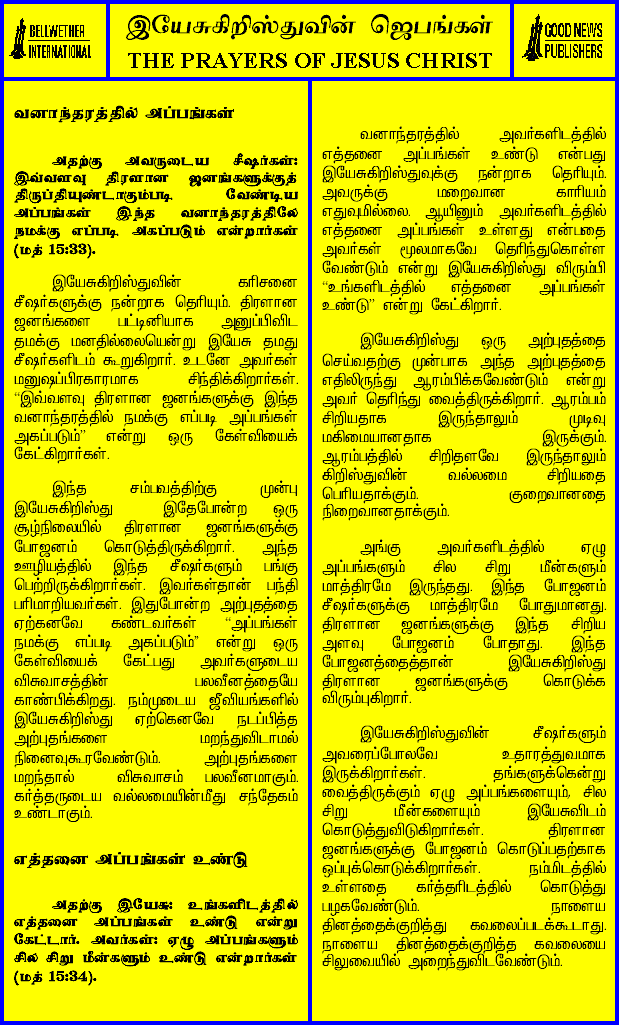 BELLWETHER
INTERNATIONAL
இயேசுகிறிஸ்துவின் ஜெபங்கள்
THE PRAYERS OF JESUS CHRIST
GOOD NEWS
PUBLISHERS
வனாந்தரத்தில் அப்பங்கள்
அதற்கு அவருடைய சீஷர்கள்:
இவ்வளவு திரளான ஜனங்களுக்குத்
திருப்தியுண்டாகும்படி, வேண்டிய
அப்பங்கள் இந்த வனாந்தரத்திலே
நமக்கு எப்படி அகப்படும் என்றார்கள்
(மத் 15:33).
இயேசுகிறிஸ்துவின் கரிசனை
சீஷர்களுக்கு நன்றாக தெரியும். திரளான
ஜனங்களை பட்டினியாக அனுப்பிவிட
தமக்கு மனதில்லையென்று இயேசு தமது
சீஷர்களிடம் கூறுகிறார். உடனே அவர்கள்
மனுஷப்பிரகாரமாக சிந்திக்கிறார்கள்.
“இவ்வளவு திரளான ஜனங்களுக்கு இந்த
வனாந்தரத்தில் நமக்கு எப்படி அப்பங்கள்
அகப்படும்” என்று ஒரு கேள்வியைக்
கேட்கிறார்கள்.
இந்த சம்பவத்திற்கு முன்பு
இயேசுகிறிஸ்து இதேபோன்ற ஒரு
சூழ்நிலையில் திரளான ஜனங்களுக்கு
போஜனம் கொடுத்திருக்கிறார். அந்த
ஊழியத்தில் இந்த சீஷர்களும் பங்கு
பெற்றிருக்கிறார்கள். இவர்கள்தான் பந்தி
பரிமாறியவர்கள். இதுபோன்ற அற்புதத்தை
ஏற்கனவே கண்டவர்கள் “அப்பங்கள்
நமக்கு எப்படி அகப்படும்” என்று ஒரு
கேள்வியைக் கேட்பது அவர்களுடைய
விசுவாசத்தின் பலவீனத்தையே
காண்பிக்கிறது. நம்முடைய ஜீவியங்களில்
இயேசுகிறிஸ்து ஏற்கெனவே நடப்பித்த
அற்புதங்களை மறந்துவிடாமல்
நினைவுகூரவேண்டும். அற்புதங்களை
மறந்தால் விசுவாசம் பலவீனமாகும்.
கர்த்தருடைய வல்லமையின்மீது சந்தேகம்
உண்டாகும்.
எத்தனை அப்பங்கள் உண்டு
அதற்கு இயேசு: உங்களிடத்தில்
எத்தனை அப்பங்கள் உண்டு என்று
கேட்டார். அவர்கள்: ஏழு அப்பங்களும்
சில சிறு மீன்களும் உண்டு என்றார்கள்
(மத் 15:34).
வனாந்தரத்தில் அவர்களிடத்தில்
எத்தனை அப்பங்கள் உண்டு என்பது
இயேசுகிறிஸ்துவுக்கு நன்றாக தெரியும்.
அவருக்கு மறைவான காரியம்
எதுவுமில்லை. ஆயினும் அவர்களிடத்தில்
எத்தனை அப்பங்கள் உள்ளது என்பதை
அவர்கள் மூலமாகவே தெரிந்துகொள்ள
வேண்டும் என்று இயேசுகிறிஸ்து விரும்பி
“உங்களிடத்தில் எத்தனை அப்பங்கள்
உண்டு” என்று கேட்கிறார்.
இயேசுகிறிஸ்து ஒரு அற்புதத்தை
செய்வதற்கு முன்பாக அந்த அற்புதத்தை
எதிலிருந்து ஆரம்பிக்கவேண்டும் என்று
அவர் தெரிந்து வைத்திருக்கிறார். ஆரம்பம்
சிறியதாக இருந்தாலும் முடிவு
மகிமையானதாக இருக்கும்.
ஆரம்பத்தில் சிறிதளவே இருந்தாலும்
கிறிஸ்துவின் வல்லமை சிறியதை
பெரியதாக்கும். குறைவானதை
நிறைவானதாக்கும்.
அங்கு அவர்களிடத்தில் ஏழு
அப்பங்களும் சில சிறு மீன்களும்
மாத்திரமே இருந்தது. இந்த போஜனம்
சீஷர்களுக்கு மாத்திரமே போதுமானது.
திரளான ஜனங்களுக்கு இந்த சிறிய
அளவு போஜனம் போதாது. இந்த
போஜனத்தைத்தான் இயேசுகிறிஸ்து
திரளான ஜனங்களுக்கு கொடுக்க
விரும்புகிறார்.
இயேசுகிறிஸ்துவின் சீஷர்களும்
அவரைப்போலவே உதாரத்துவமாக
இருக்கிறார்கள். தங்களுக்கென்று
வைத்திருக்கும் ஏழு அப்பங்களையும், சில
சிறு மீன்களையும் இயேசுவிடம்
கொடுத்துவிடுகிறார்கள். திரளான
ஜனங்களுக்கு போஜனம் கொடுப்பதற்காக
ஒப்புக்கொடுக்கிறார்கள். நம்மிடத்தில்
உள்ளதை கர்த்தரிடத்தில் கொடுத்து
பழகவேண்டும். நாளைய
தினத்தைக்குறித்து கவலைப்படக்கூடாது.
நாளைய தினத்தைக்குறித்த கவலையை
சிலுவையில் அறைந்துவிடவேண்டும்.